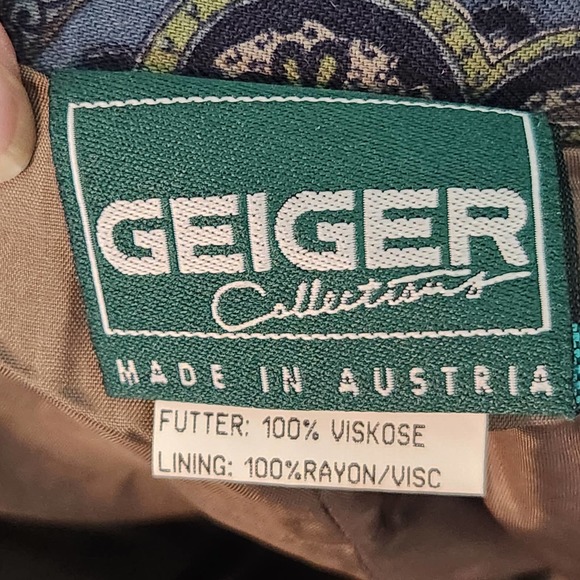 GEIGER
Collections
MADE IN AUSTRIA
FUTTER: 100% VISKOSE
LINING: 100%RAYON/VISC